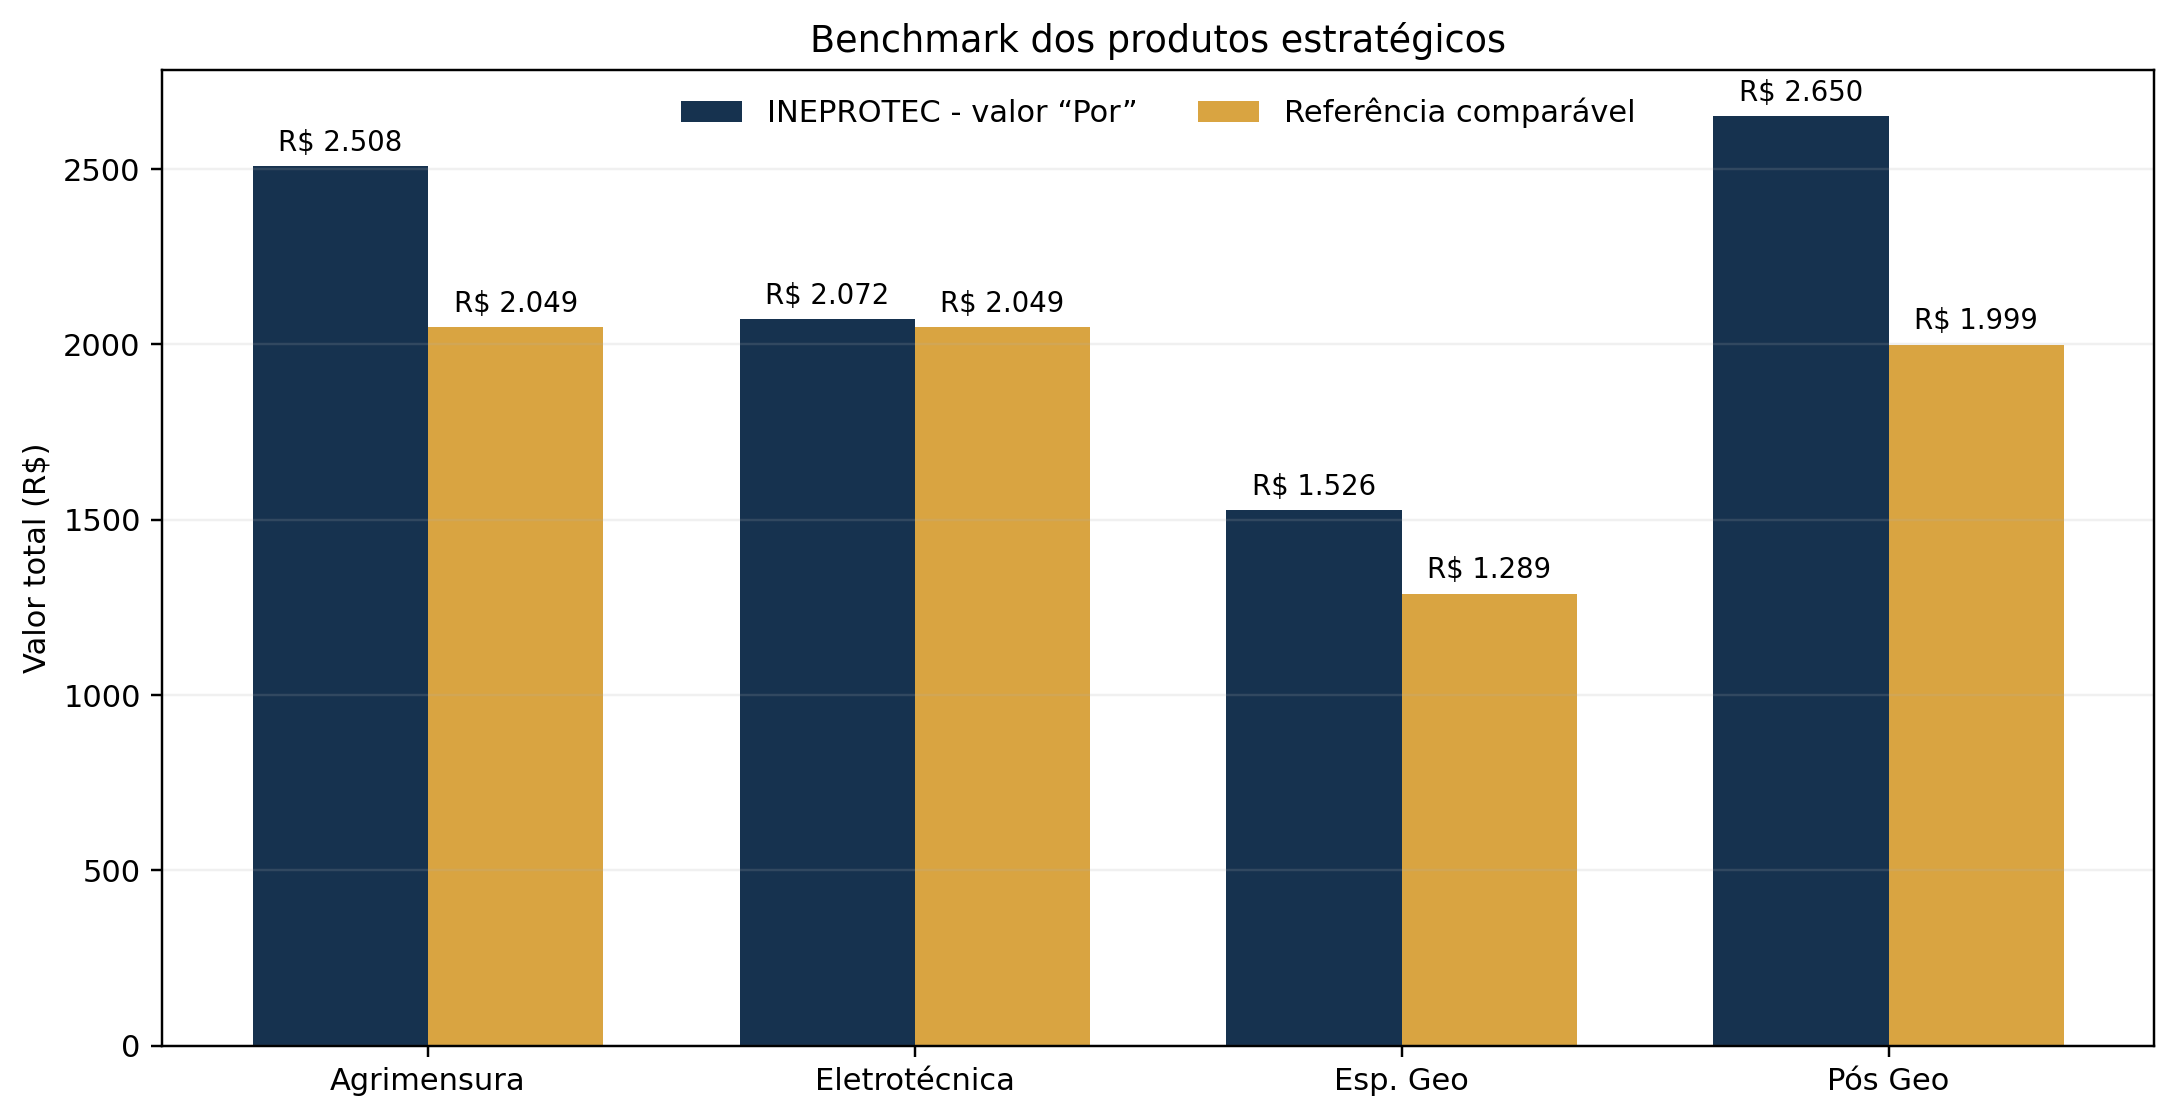 Benchmark dos produtos estratégicos
INEPROTEC - valor “Por”
Referência comparável
Valor total (R$)
2500
2000
1500
1000
500
0
R$ 2.508
R$ 2.049
R$ 2.072
R$ 2.049
R$ 1.526
R$ 1.289
R$ 2.650
R$ 1.999
Agrimensura
Eletrotécnica
Esp. Geo
Pós Geo